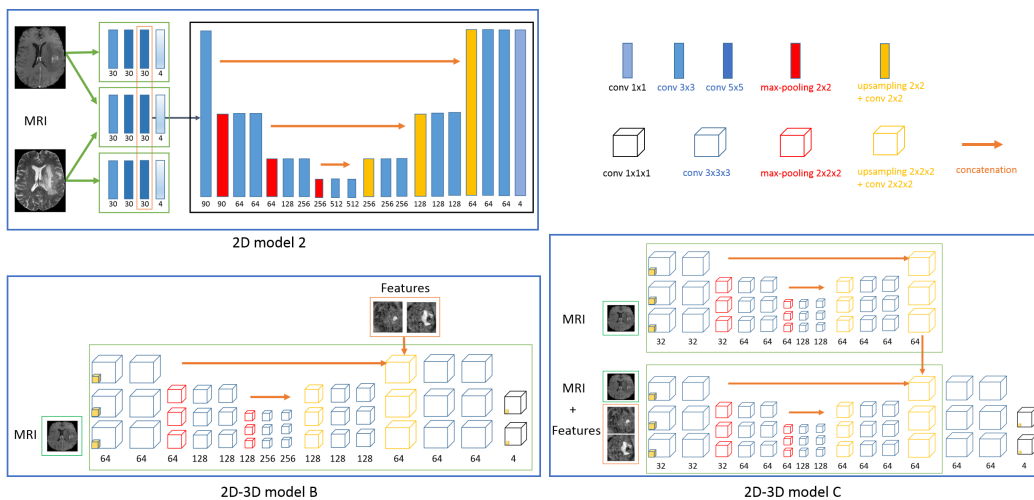 30 30 30 4
MRI
30 30 30 4
30 30 30 4
90 90 64 64 64 128 256 256 512 512 256 256 128 128 128 64 64 64 4
2D model 2
conv 1x1 conv 3x3 conv 5x5 max-pooling 2x2 upsampling 2x2
+ conv 2x2
conv 1x1x1 conv 3x3x3 max-pooling 2x2x2 upsampling 2x2x2
+ conv 2x2x2
concatenation
Features
MRI
64 64 64 128 128 128 256 256 128 128 128 64 64 64 4
2D-3D model B
MRI
32 32 32 64 64 64 128 128 64 64 64 64
MRI
+
Features
32 32 32 64 64 64 128 128 64 64 64 64 64 64 4
2D-3D model C